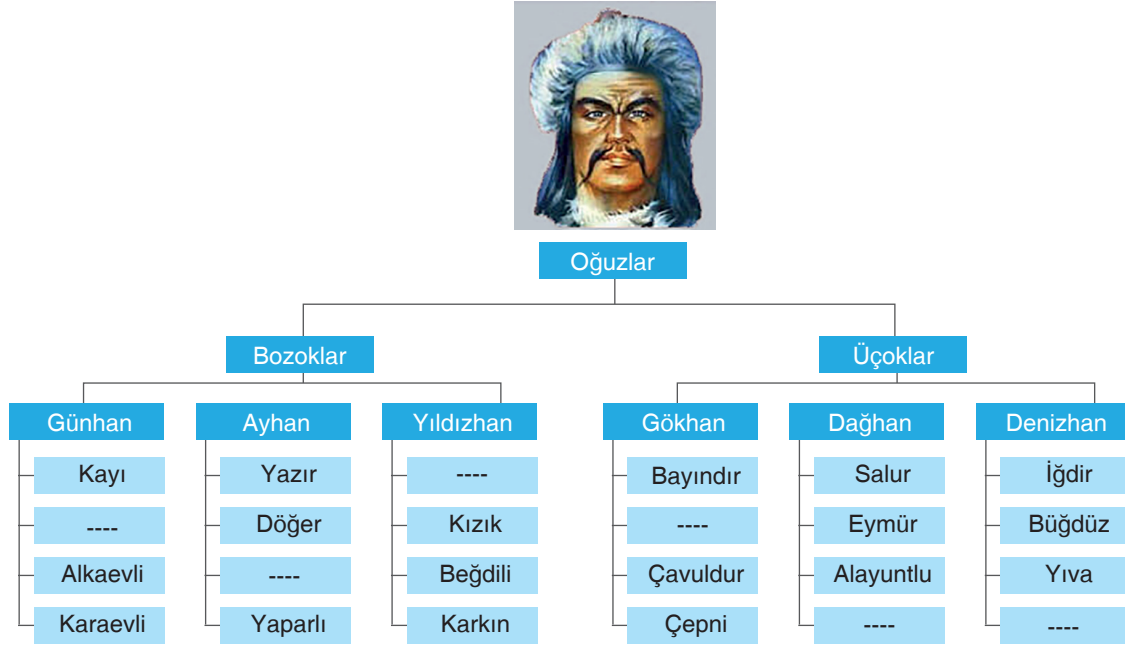 Oğuzlar
Bozoklar
Üçoklar
Günhan
Ayhan
Yıldızhan
Gökhan
Dağhan
Denizhan
Kayı
Yazır
----
Bayındır
Salur
İğdir
----
Döğer
Kızık
----
Eymür
Büğdüz
Alkaevli
----
Beğdili
Çavuldur
Alayuntlu
Yıva
Karaevli
Yaparlı
Karkın
Çepni
----
----